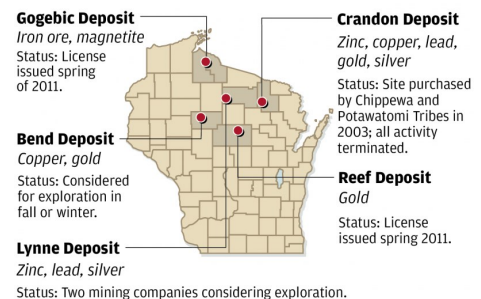 Gogebic Deposit
Iron ore, magnetite
Status: License
issued spring
of 2011.
Crandon Deposit
Zinc, copper, lead,
gold, silver
Status: Site purchased
by Chippewa and
Potawatomi Tribes in
2003; all activity
terminated.
Bend Deposit
Copper, gold
Status: Considered
for exploration in
fall or winter.
Reef Deposit
Gold
Status: License
issued spring 2011.
Lynne Deposit
Zinc, lead, silver
Status: Two mining companies considering exploration.